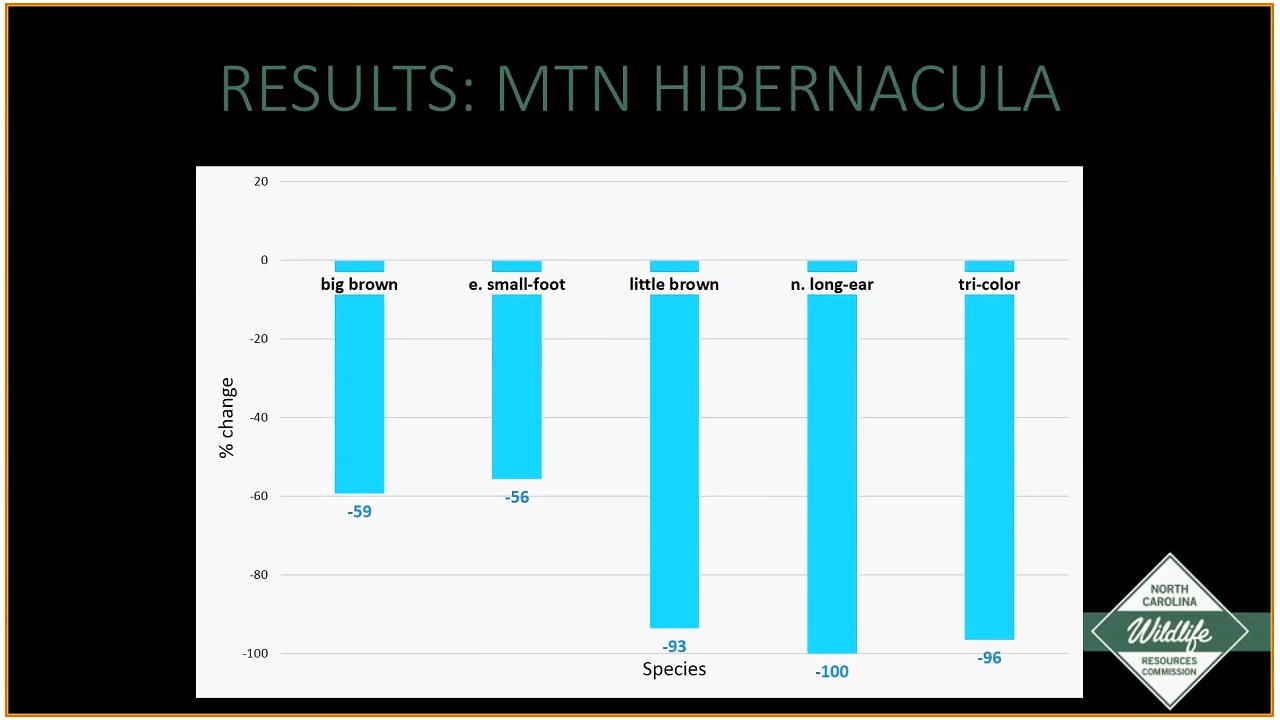 RESULTS: MTN HIBERNACULA
20
0
big brown e. small-foot little brown n. long-ear tri-color
-20
-40
-60
-80
-100
% change
-59
-56
-93
-100
-96
Species
NORTH
CAROLINA
Wildlife
RESOURCES
COMMISSION